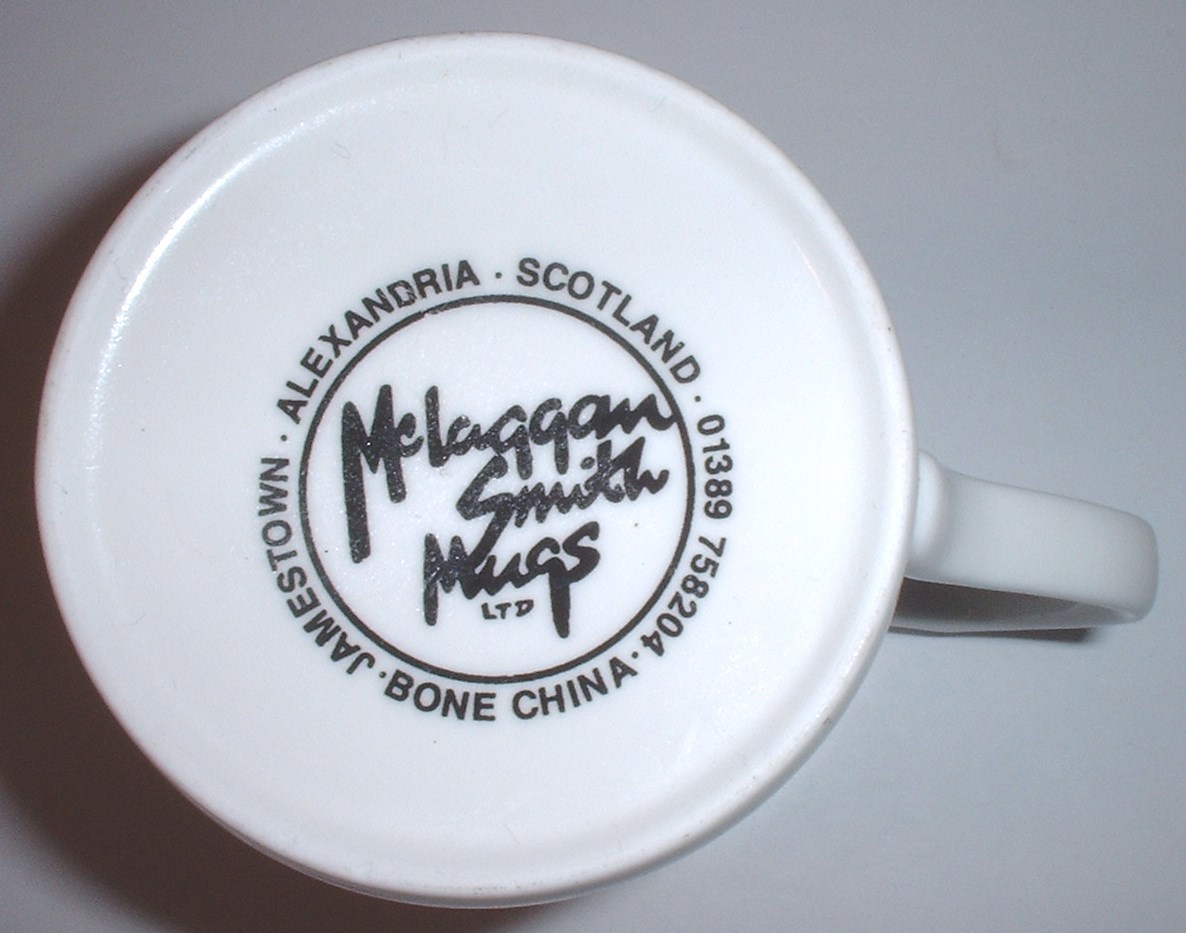 JAMESTOWN · ALEXANDRIA · SCOTLAND · 01389 758204 ·
BONE CHINA ·
Mclaggan
Smith
Mugs
LTD